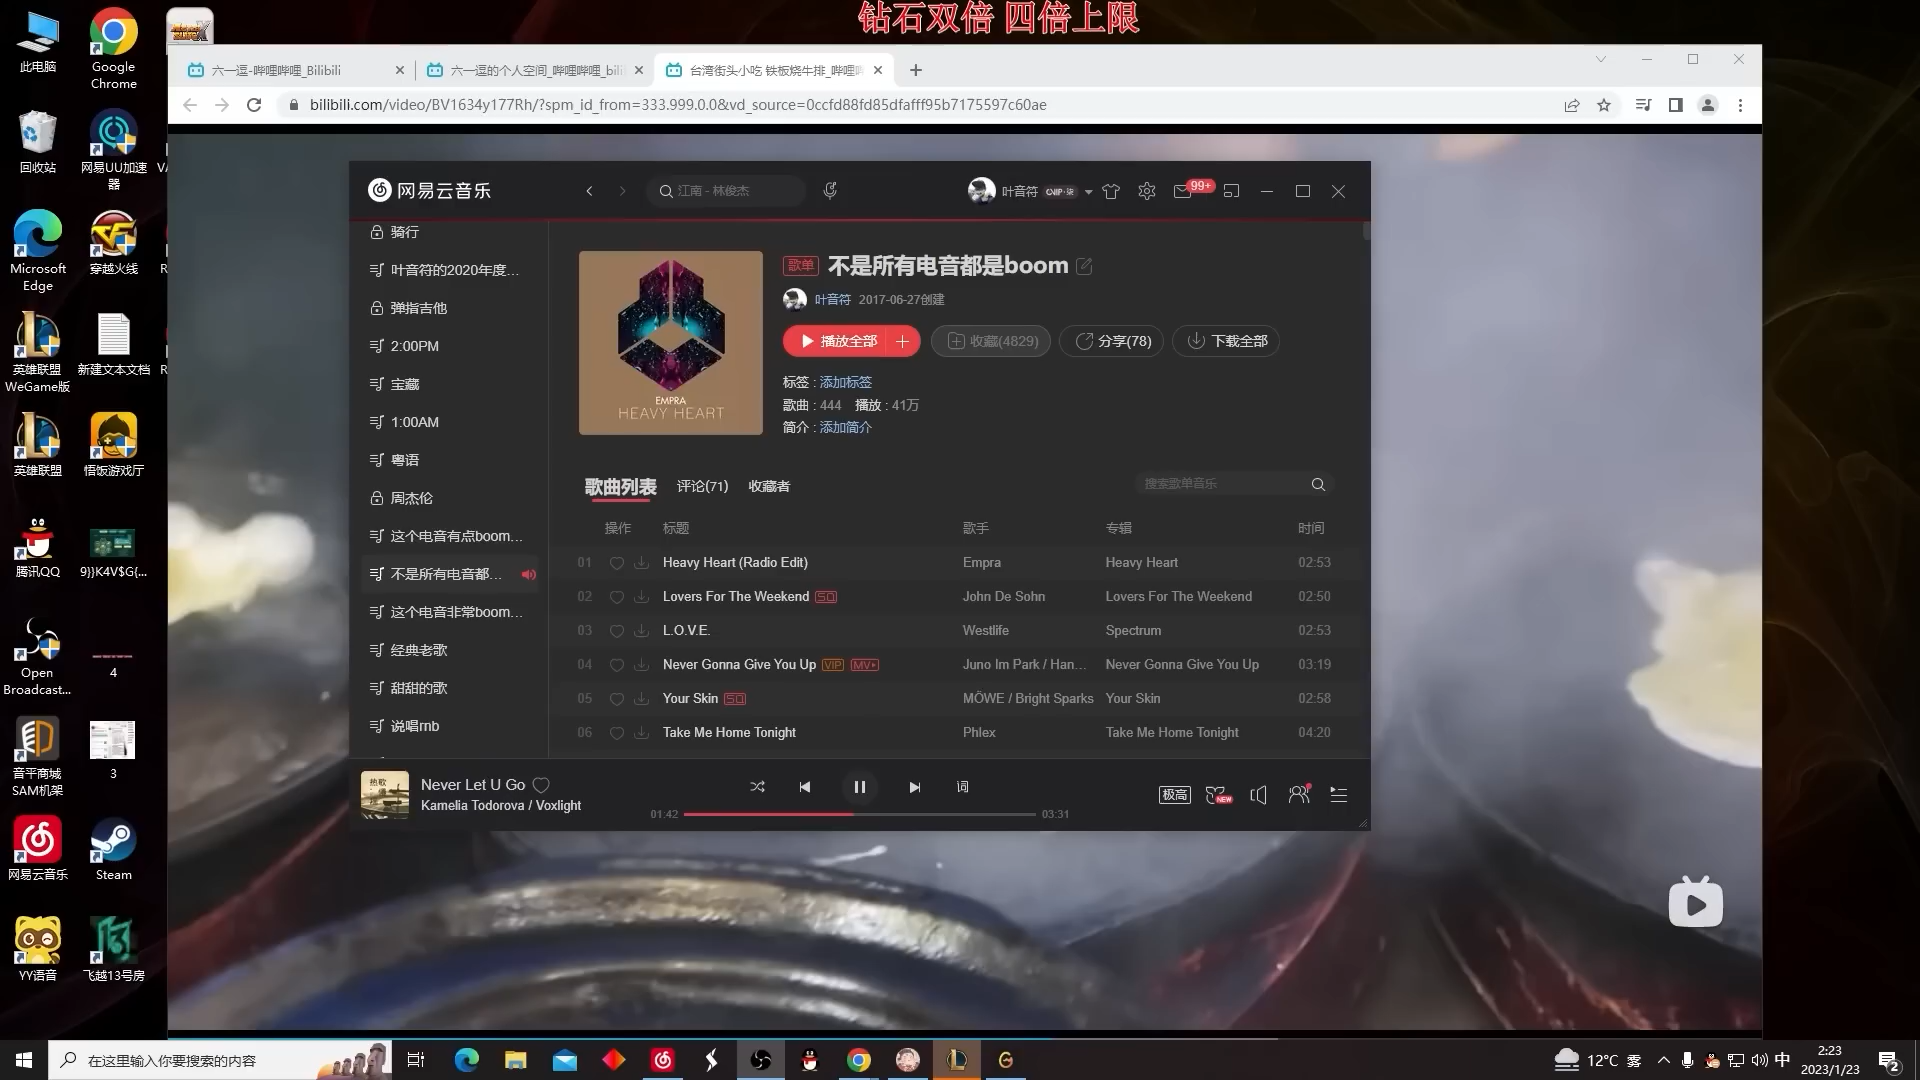 钻石双倍 四倍上限
此电脑
Google Chrome
回收站
网易UU加速器
Microsoft Edge
穿越火线
英雄联盟 WeGame版
新建文本文档
英雄联盟
悟饭游戏厅
腾讯QQ
9}}K4V$G{...
Open Broadcast...
4
音平商城 SAM机架
3
网易云音乐
Steam
YY语音
飞越13号房
六一逗-哔哩哔哩_Bilibili
六一逗的个人空间_哔哩哔哩_bili
台湾街头小吃 铁板烧牛排_哔哩哔
bilibili.com/video/BV1634y177Rh/?spm_id_from=333.999.0.0&vd_source=0ccfd88fd85dfafff95b7175597c60ae
网易云音乐
江南 - 林俊杰
叶音符
99+
骑行
叶音符的2020年度...
弹指吉他
2:00PM
宝藏
1:00AM
粤语
周杰伦
这个电音有点boom...
不是所有电音都...
这个电音非常boom...
经典老歌
甜甜的歌
说唱rnb
EMPRA
HEAVY HEART
歌单 不是所有电音都是boom
叶音符 2017-06-27创建
播放全部 收藏(4829) 分享(78) 下载全部
标签 : 添加标签
歌曲 : 444 播放 : 41万
简介 : 添加简介
歌曲列表 评论(71) 收藏者 搜索歌单音乐
操作 标题 歌手 专辑 时间
01 Heavy Heart (Radio Edit) Empra Heavy Heart 02:53
02 Lovers For The Weekend SQ John De Sohn Lovers For The Weekend 02:50
03 L.O.V.E. Westlife Spectrum 02:53
04 Never Gonna Give You Up VIP MV Juno Im Park / Han... Never Gonna Give You Up 03:19
05 Your Skin SQ MÖWE / Bright Sparks Your Skin 02:58
06 Take Me Home Tonight Phlex Take Me Home Tonight 04:20
热歌
Never Let U Go
Kamelia Todorova / Voxlight
词
01:42 03:31
极高 NEW
在这里输入你要搜索的内容
12°C 雾
中
2:23
2023/1/23
2